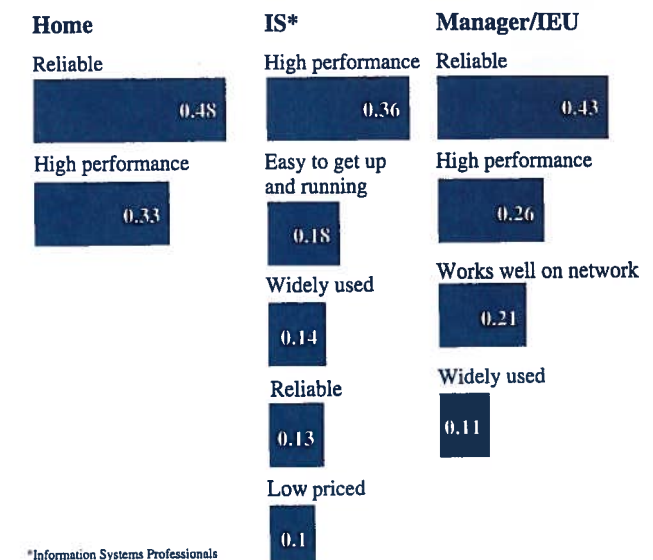 Home
Reliable
0.48
High performance
0.33
IS*
High performance
0.36
Easy to get up
and running
0.18
Widely used
0.14
Reliable
0.13
Low priced
0.1
Manager/IEU
Reliable
0.43
High performance
0.26
Works well on network
0.21
Widely used
0.11
*Information Systems Professionals